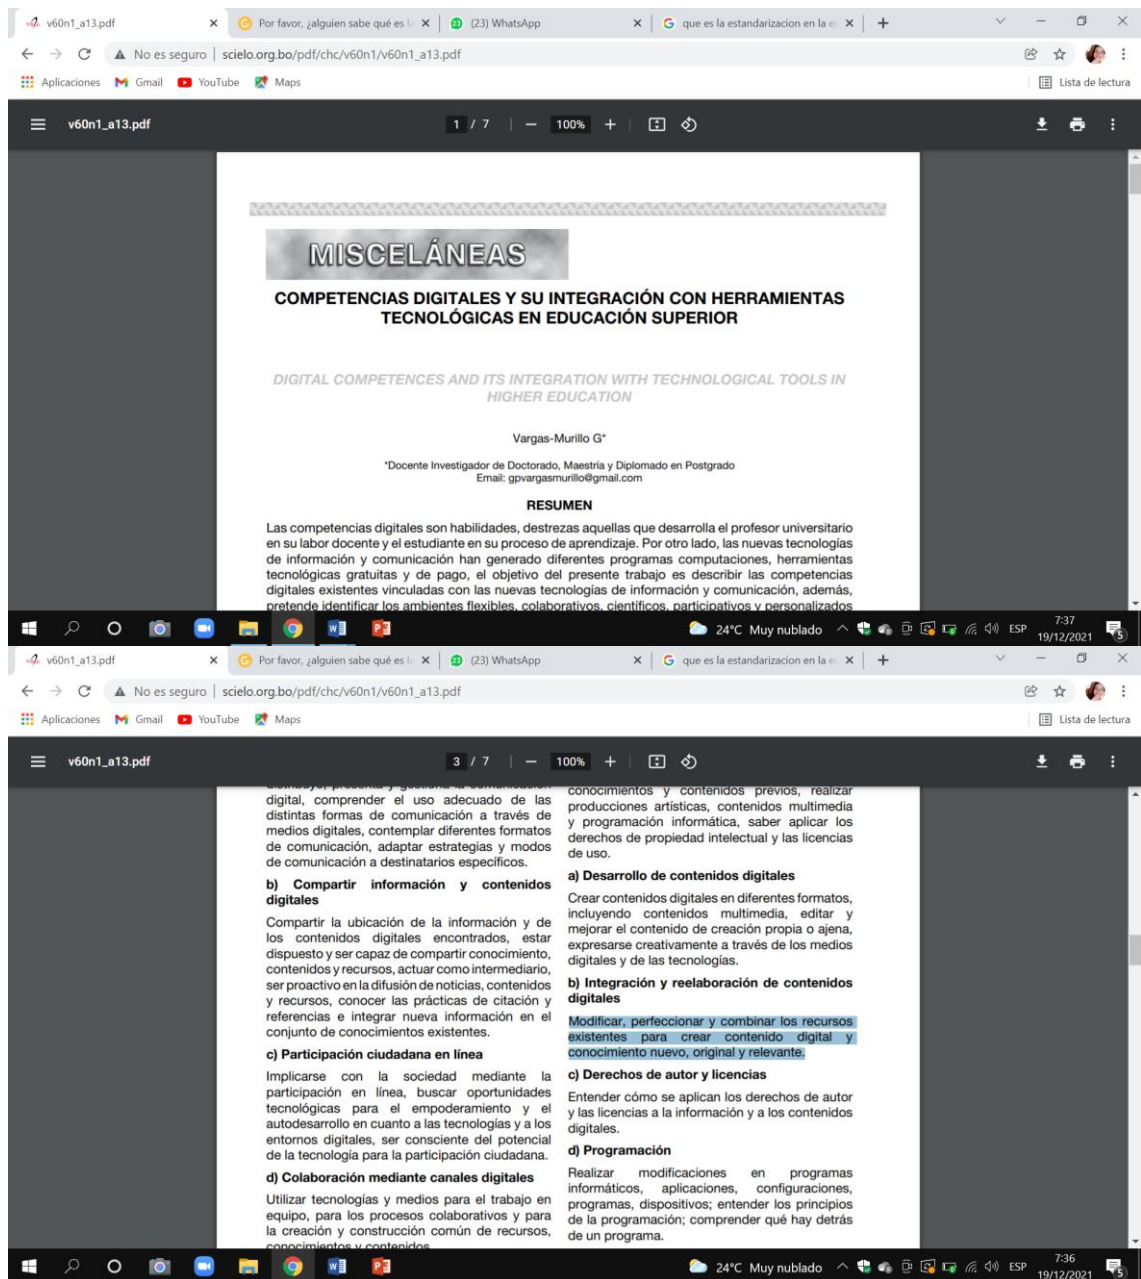 v60n1_a13.pdf
Por favor, ¿alguien sabe qué es l
(23) WhatsApp
que es la estandarizacion en la e
No es seguro | scielo.org.bo/pdf/chc/v60n1/v60n1_a13.pdf
Aplicaciones Gmail YouTube Maps Lista de lectura
v60n1_a13.pdf 1 / 7 | — 100% +
MISCELÁNEAS
COMPETENCIAS DIGITALES Y SU INTEGRACIÓN CON HERRAMIENTAS
TECNOLÓGICAS EN EDUCACIÓN SUPERIOR
DIGITAL COMPETENCES AND ITS INTEGRATION WITH TECHNOLOGICAL TOOLS IN
HIGHER EDUCATION
Vargas-Murillo G*
*Docente Investigador de Doctorado, Maestría y Diplomado en Postgrado
Email: gpvargasmurillo@gmail.com
RESUMEN
Las competencias digitales son habilidades, destrezas aquellas que desarrolla el profesor universitario
en su labor docente y el estudiante en su proceso de aprendizaje. Por otro lado, las nuevas tecnologías
de información y comunicación han generado diferentes programas computaciones, herramientas
tecnológicas gratuitas y de pago, el objetivo del presente trabajo es describir las competencias
digitales existentes vinculadas con las nuevas tecnologías de información y comunicación, además,
pretende identificar los ambientes flexibles, colaborativos, científicos, participativos y personalizados
24°C Muy nublado ESP 7:37
19/12/2021
v60n1_a13.pdf
Por favor, ¿alguien sabe qué es l
(23) WhatsApp
que es la estandarizacion en la e
No es seguro | scielo.org.bo/pdf/chc/v60n1/v60n1_a13.pdf
Aplicaciones Gmail YouTube Maps Lista de lectura
v60n1_a13.pdf 3 / 7 | — 100% +
distribuye, presenta y gestiona la comunicación
digital, comprender el uso adecuado de las
distintas formas de comunicación a través de
medios digitales, contemplar diferentes formatos
de comunicación, adaptar estrategias y modos
de comunicación a destinatarios específicos.
b) Compartir información y contenidos
digitales
Compartir la ubicación de la información y de
los contenidos digitales encontrados, estar
dispuesto y ser capaz de compartir conocimiento,
contenidos y recursos, actuar como intermediario,
ser proactivo en la difusión de noticias, contenidos
y recursos, conocer las prácticas de citación y
referencias e integrar nueva información en el
conjunto de conocimientos existentes.
c) Participación ciudadana en línea
Implicarse con la sociedad mediante la
participación en línea, buscar oportunidades
tecnológicas para el empoderamiento y el
autodesarrollo en cuanto a las tecnologías y a los
entornos digitales, ser consciente del potencial
de la tecnología para la participación ciudadana.
d) Colaboración mediante canales digitales
Utilizar tecnologías y medios para el trabajo en
equipo, para los procesos colaborativos y para
la creación y construcción común de recursos,
conocimientos y contenidos.
conocimientos y contenidos previos, realizar
producciones artísticas, contenidos multimedia
y programación informática, saber aplicar los
derechos de propiedad intelectual y las licencias
de uso.
a) Desarrollo de contenidos digitales
Crear contenidos digitales en diferentes formatos,
incluyendo contenidos multimedia, editar y
mejorar el contenido de creación propia o ajena,
expresarse creativamente a través de los medios
digitales y de las tecnologías.
b) Integración y reelaboración de contenidos
digitales
Modificar, perfeccionar y combinar los recursos
existentes para crear contenido digital y
conocimiento nuevo, original y relevante.
c) Derechos de autor y licencias
Entender cómo se aplican los derechos de autor
y las licencias a la información y a los contenidos
digitales.
d) Programación
Realizar modificaciones en programas
informáticos, aplicaciones, configuraciones,
programas, dispositivos; entender los principios
de la programación; comprender qué hay detrás
de un programa.
24°C Muy nublado ESP 7:36
19/12/2021